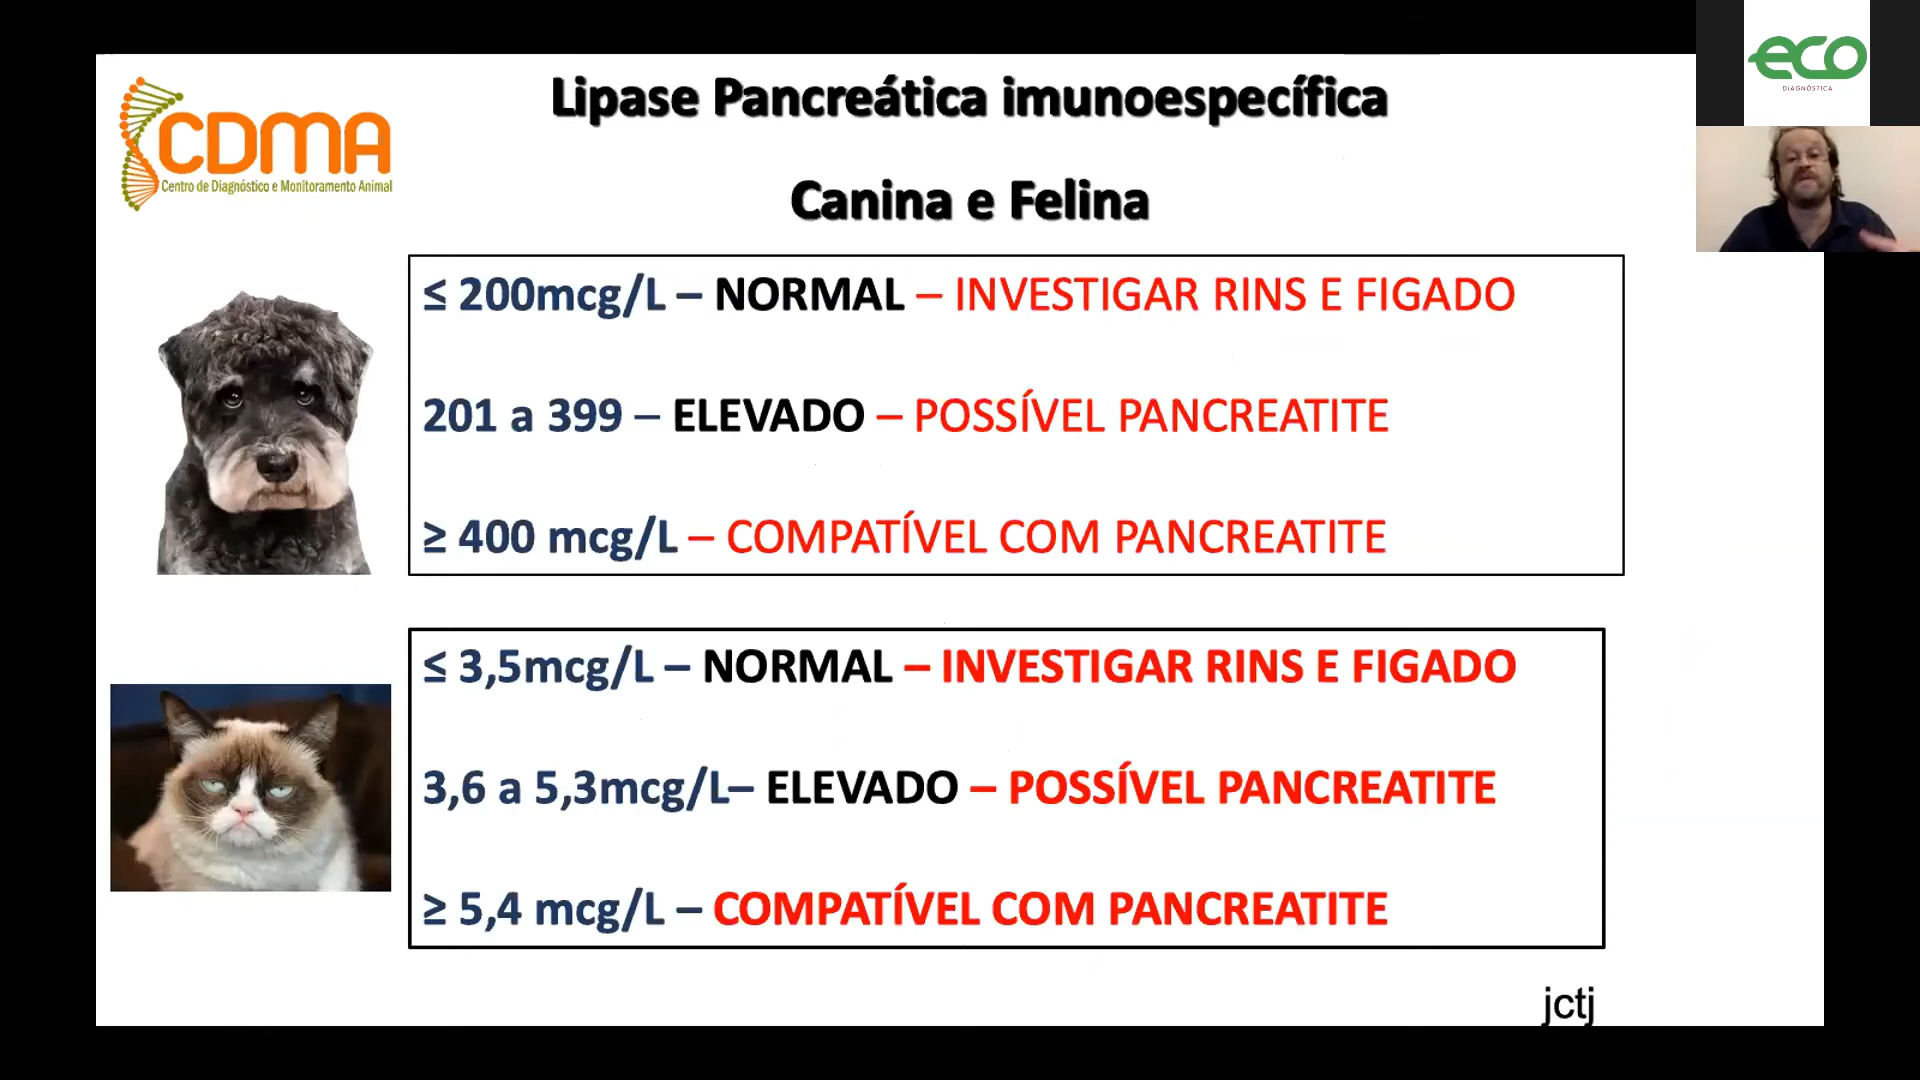 Lipase Pancreática imunoespecífica
Canina e Felina
CDMA
Centro de Diagnóstico e Monitoramento Animal
eco
DIAGNÓSTICA
≤ 200mcg/L – NORMAL – INVESTIGAR RINS E FIGADO
201 a 399 – ELEVADO – POSSÍVEL PANCREATITE
≥ 400 mcg/L – COMPATÍVEL COM PANCREATITE
≤ 3,5mcg/L – NORMAL – INVESTIGAR RINS E FIGADO
3,6 a 5,3mcg/L– ELEVADO – POSSÍVEL PANCREATITE
≥ 5,4 mcg/L – COMPATÍVEL COM PANCREATITE
jctj